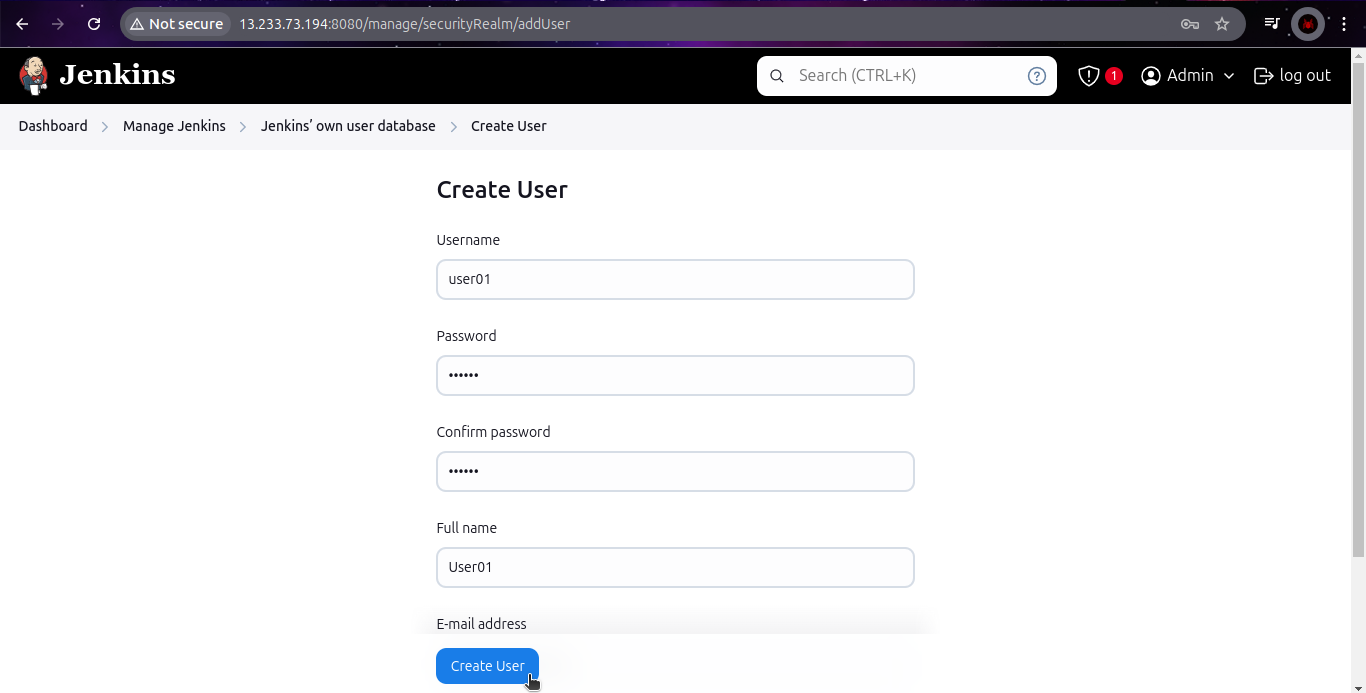 Not secure 13.233.73.194:8080/manage/securityRealm/addUser
Jenkins Search (CTRL+K) ? 1 Admin log out
Dashboard Manage Jenkins Jenkins’ own user database Create User
Create User
Username
user01
Password
••••••
Confirm password
••••••
Full name
User01
E-mail address
Create User